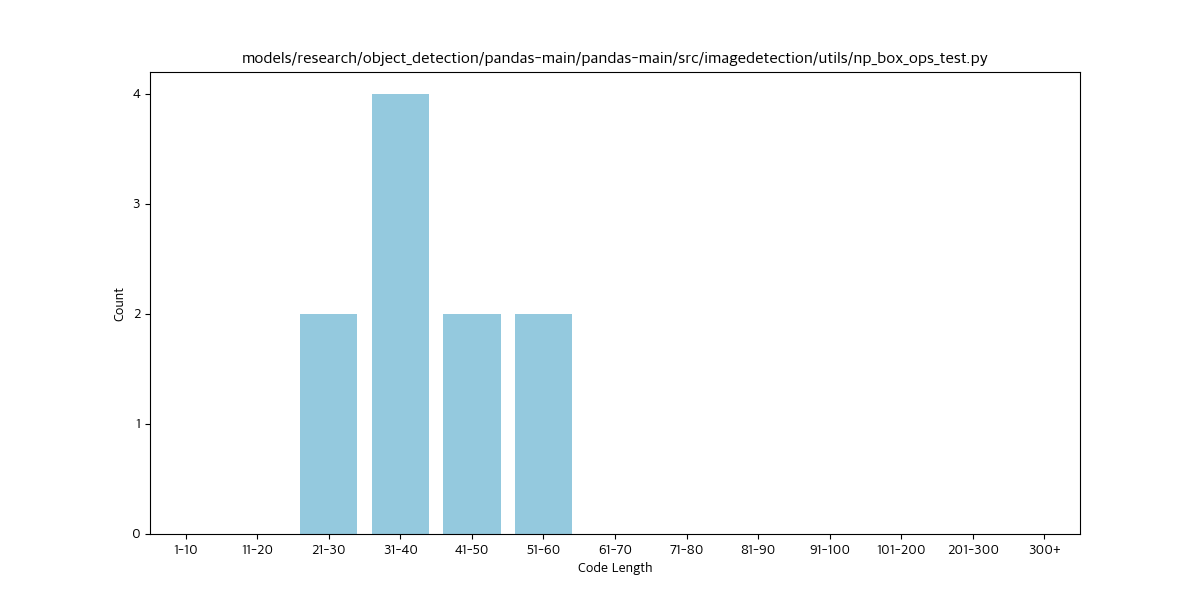 models/research/object_detection/pandas-main/pandas-main/src/imagedetection/utils/np_box_ops_test.py
4
3
2
1
0
Count
1-10 11-20 21-30 31-40 41-50 51-60 61-70 71-80 81-90 91-100 101-200 201-300 300+
Code Length